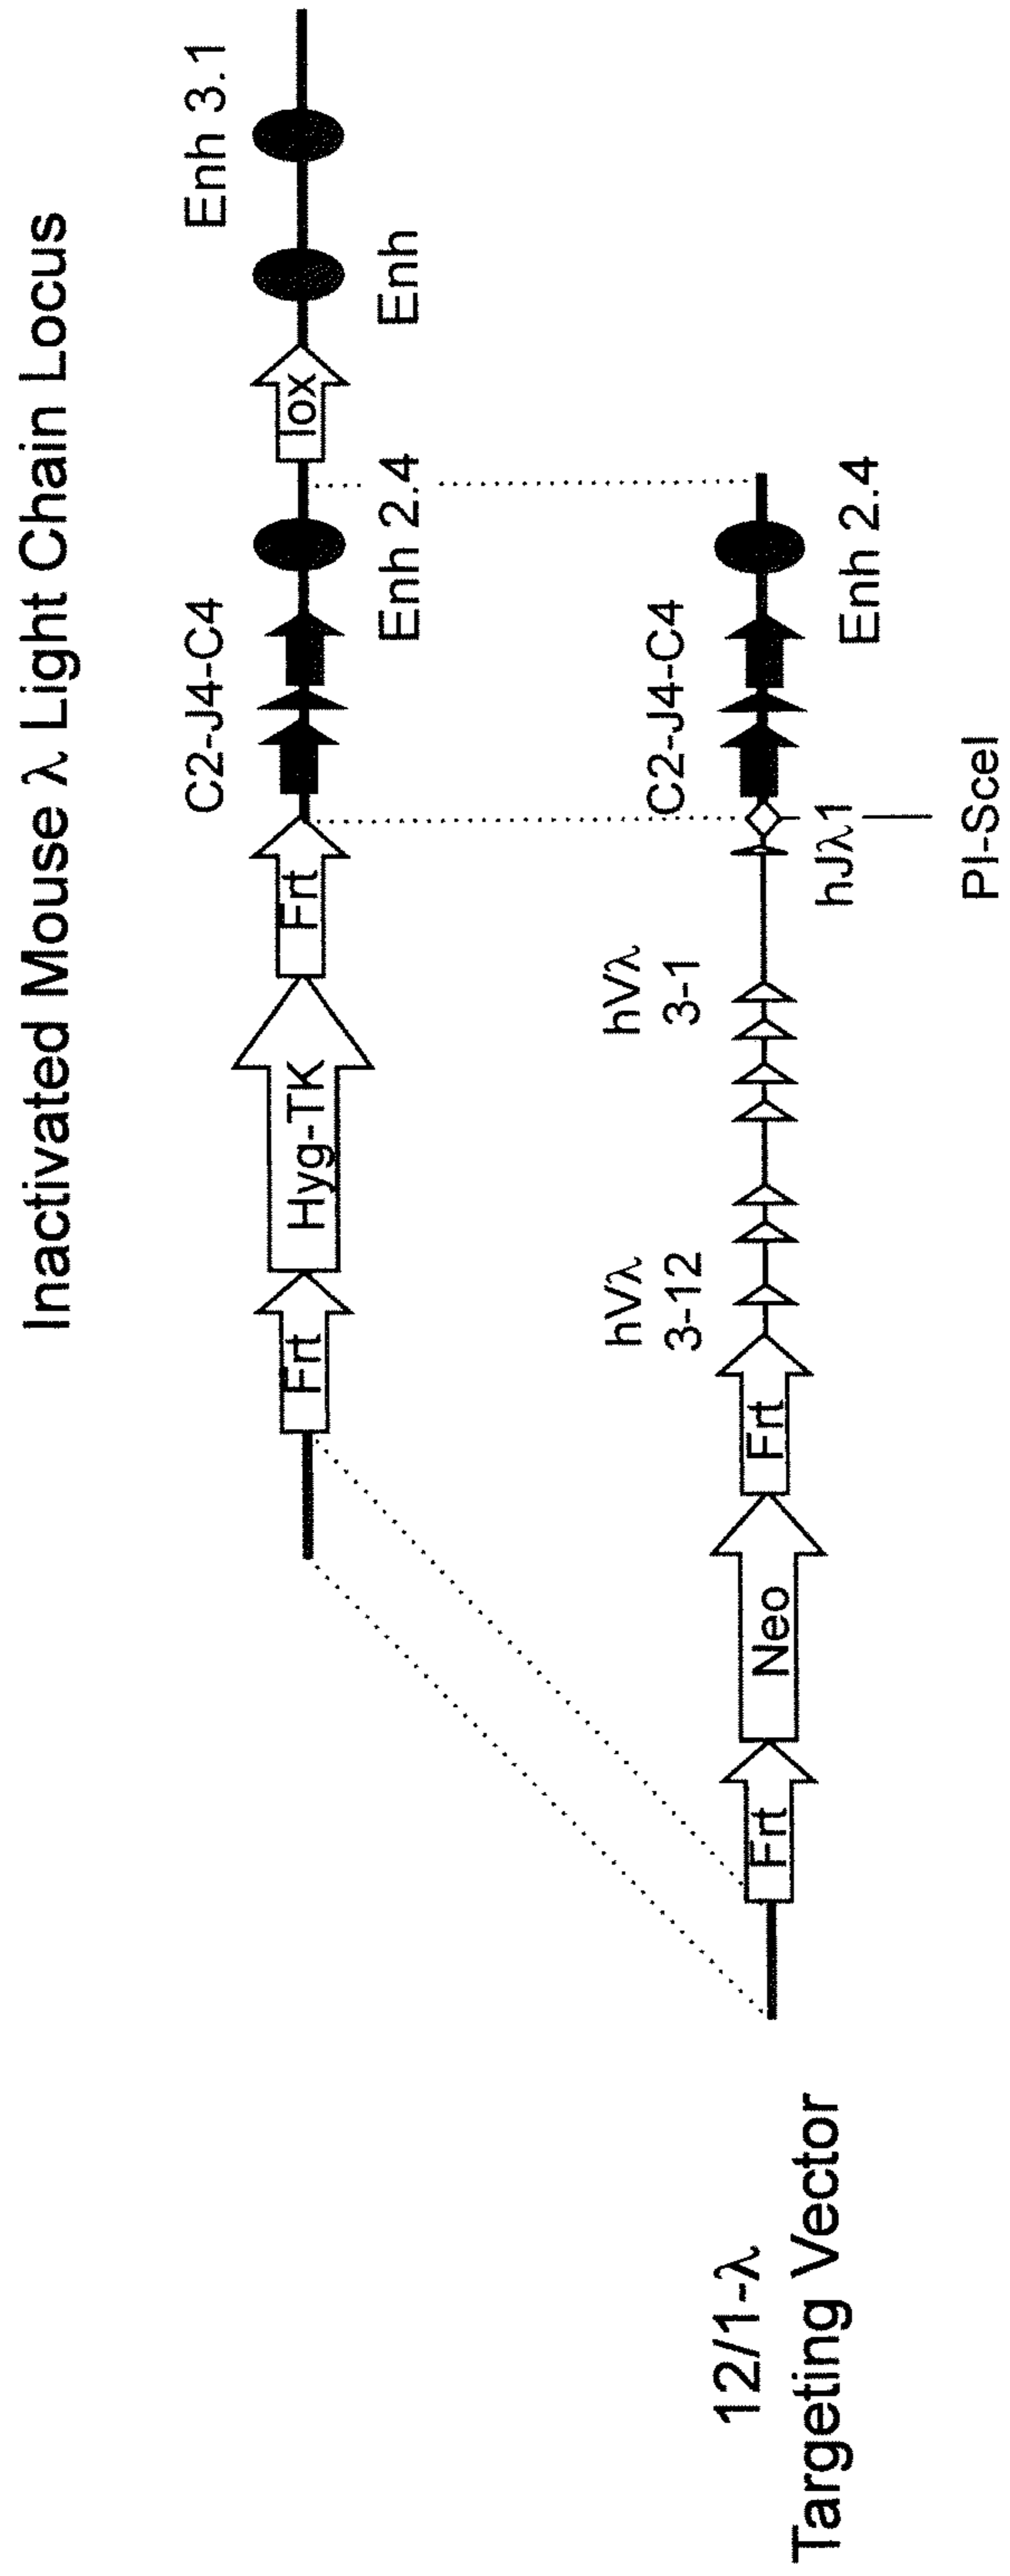 Inactivated Mouse λ Light Chain Locus
C2-J4-C4
Enh 3.1
Frt
Hyg-TK
Frt
lox
Enh 2.4
Enh
hVλ
3-12
hVλ
3-1
C2-J4-C4
12/1-λ
Targeting Vector
Frt
Neo
Frt
hJλ1
Enh 2.4
PI-SceI